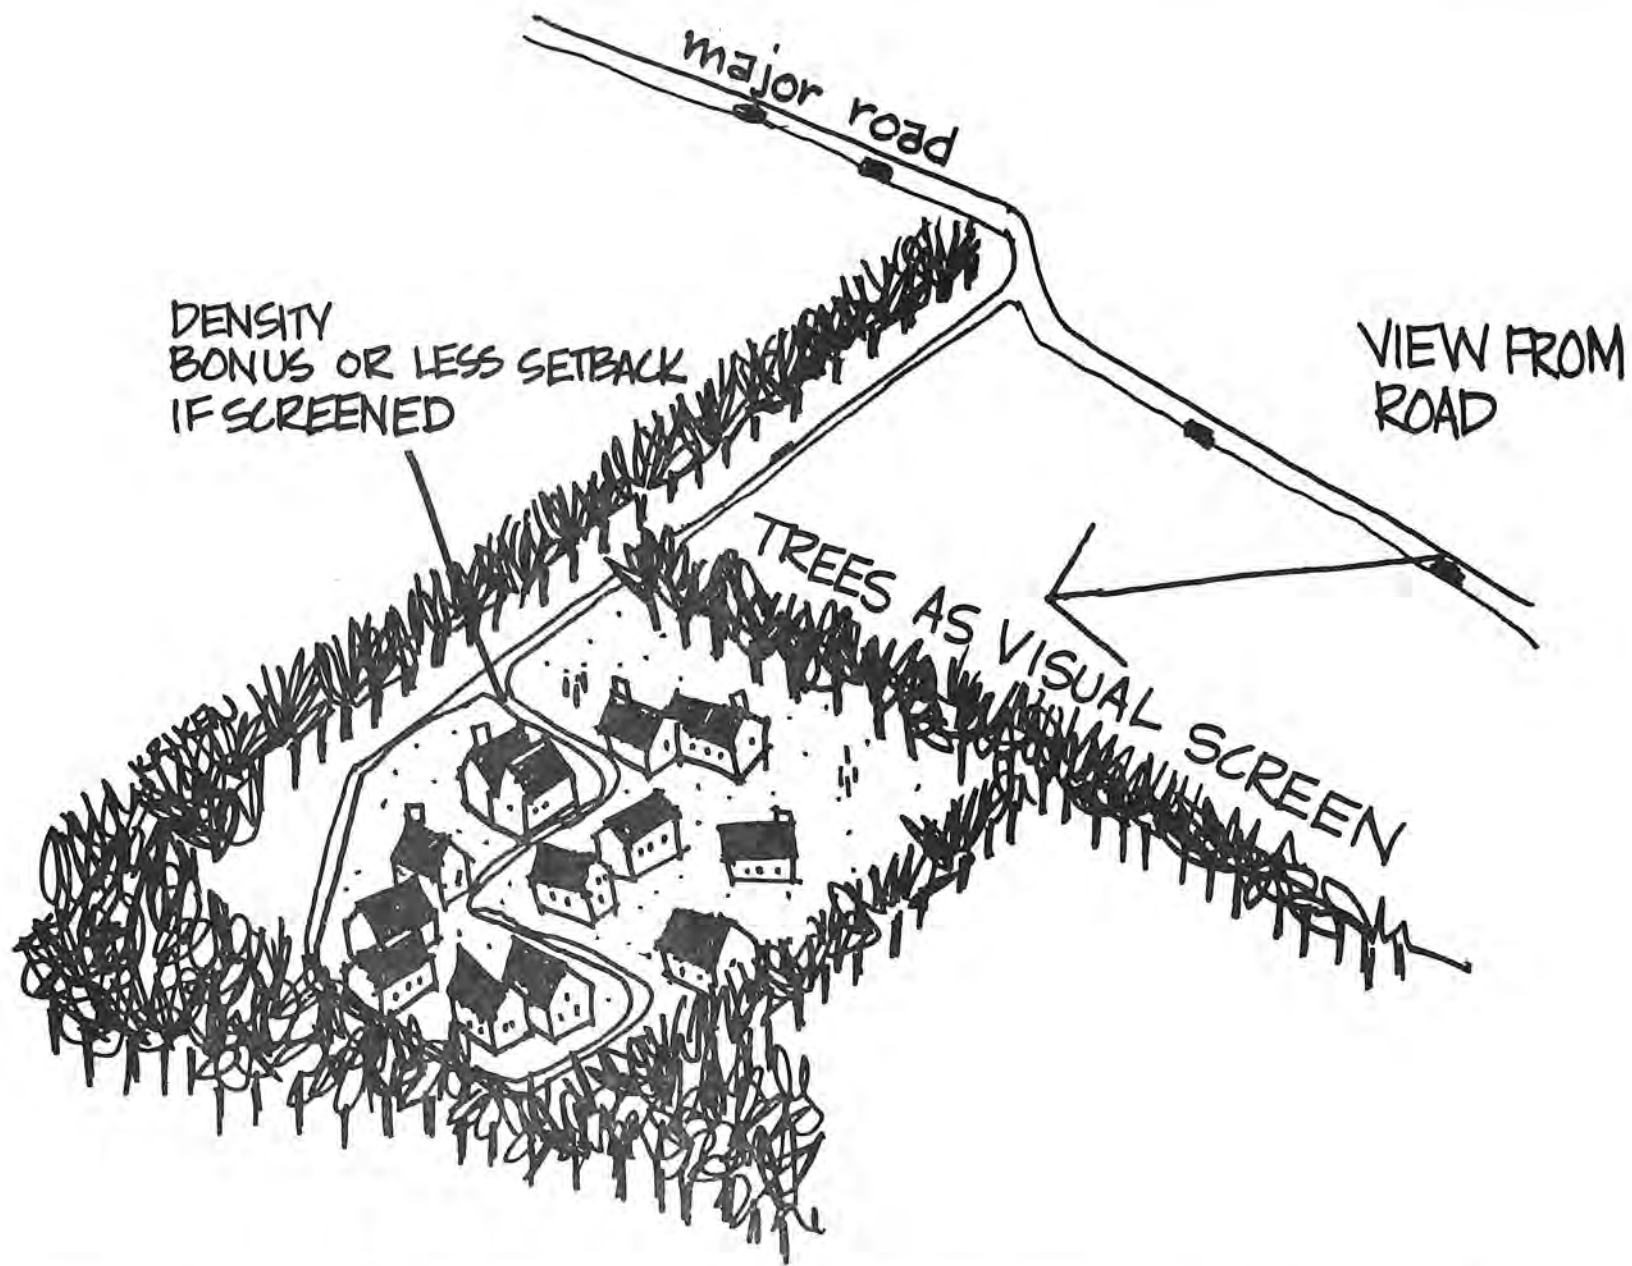 major road
DENSITY
BONUS OR LESS SETBACK
IF SCREENED
VIEW FROM
ROAD
TREES AS VISUAL SCREEN